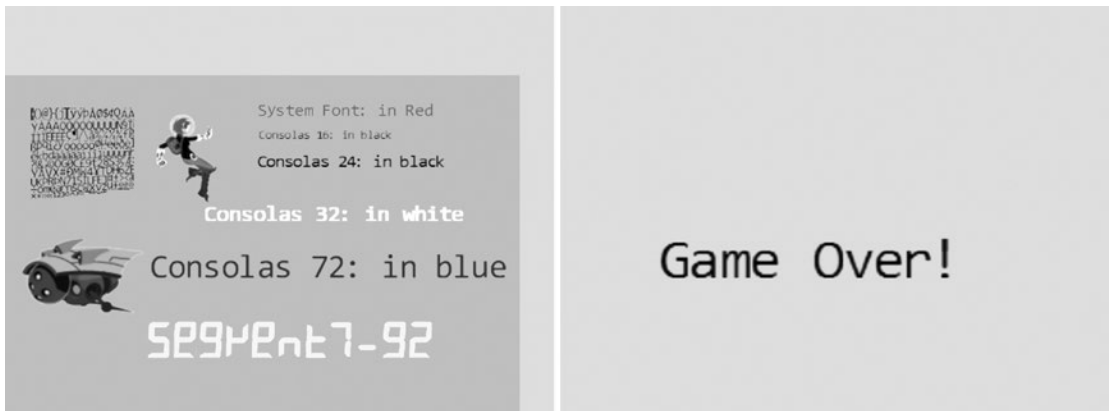 System Font: in Red
Consolas 16: in black
Consolas 24: in black
Consolas 32: in white
Consolas 72: in blue
Segment7-92
Game Over!